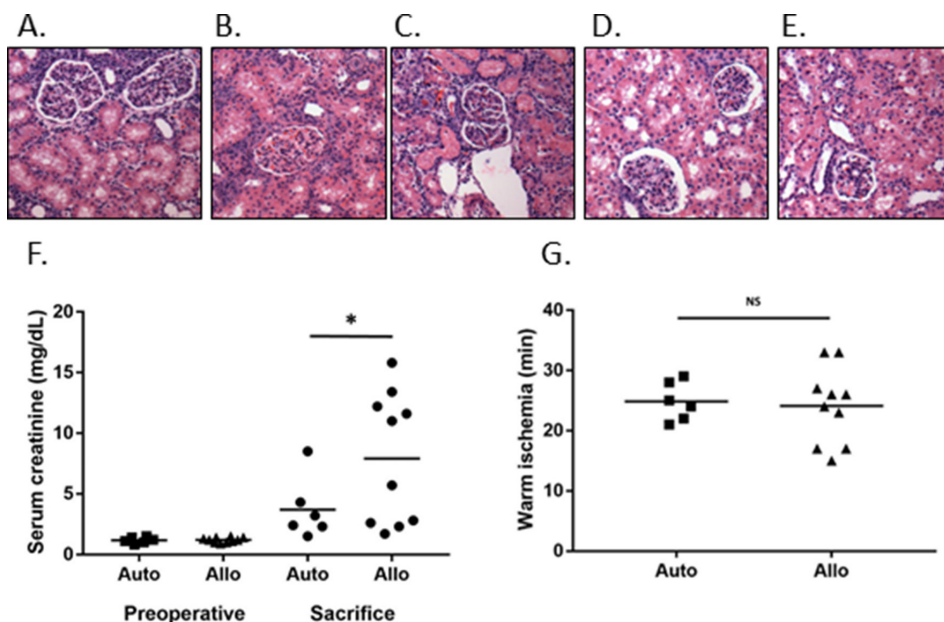 A. B. C. D. E.
F. G.
Serum creatinine (mg/dL)
20
15
10
5
0
*
Auto Allo Auto Allo
Preoperative Sacrifice
Warm ischemia (min)
40
30
20
10
0
NS
Auto Allo